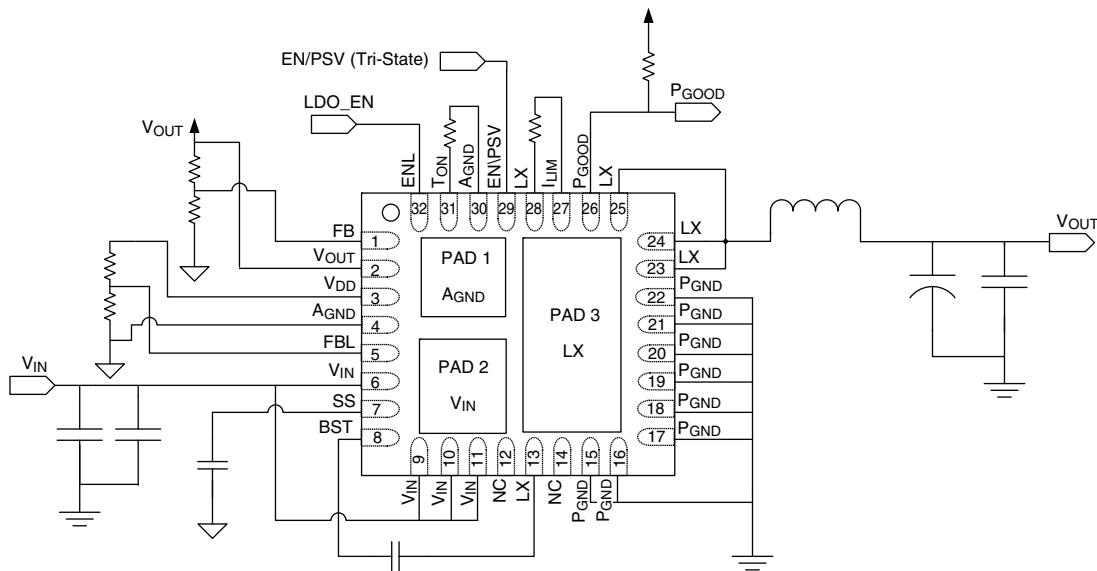 EN/PSV (Tri-State)
PGOOD
LDO_EN
VOUT
ENL
TON
AGND
EN\PSV
LX
ILIM
PGOOD
LX
32
31
30
29
28
27
26
25
FB
1
VOUT
2
VDD
3
AGND
4
FBL
5
VIN
VIN
6
SS
7
BST
8
PAD 1
AGND
PAD 2
VIN
PAD 3
LX
24
LX
23
LX
22
PGND
21
PGND
20
PGND
19
PGND
18
PGND
17
PGND
VOUT
9
10
11
12
13
14
15
16
VIN
VIN
VIN
NC
LX
NC
PGND
PGND